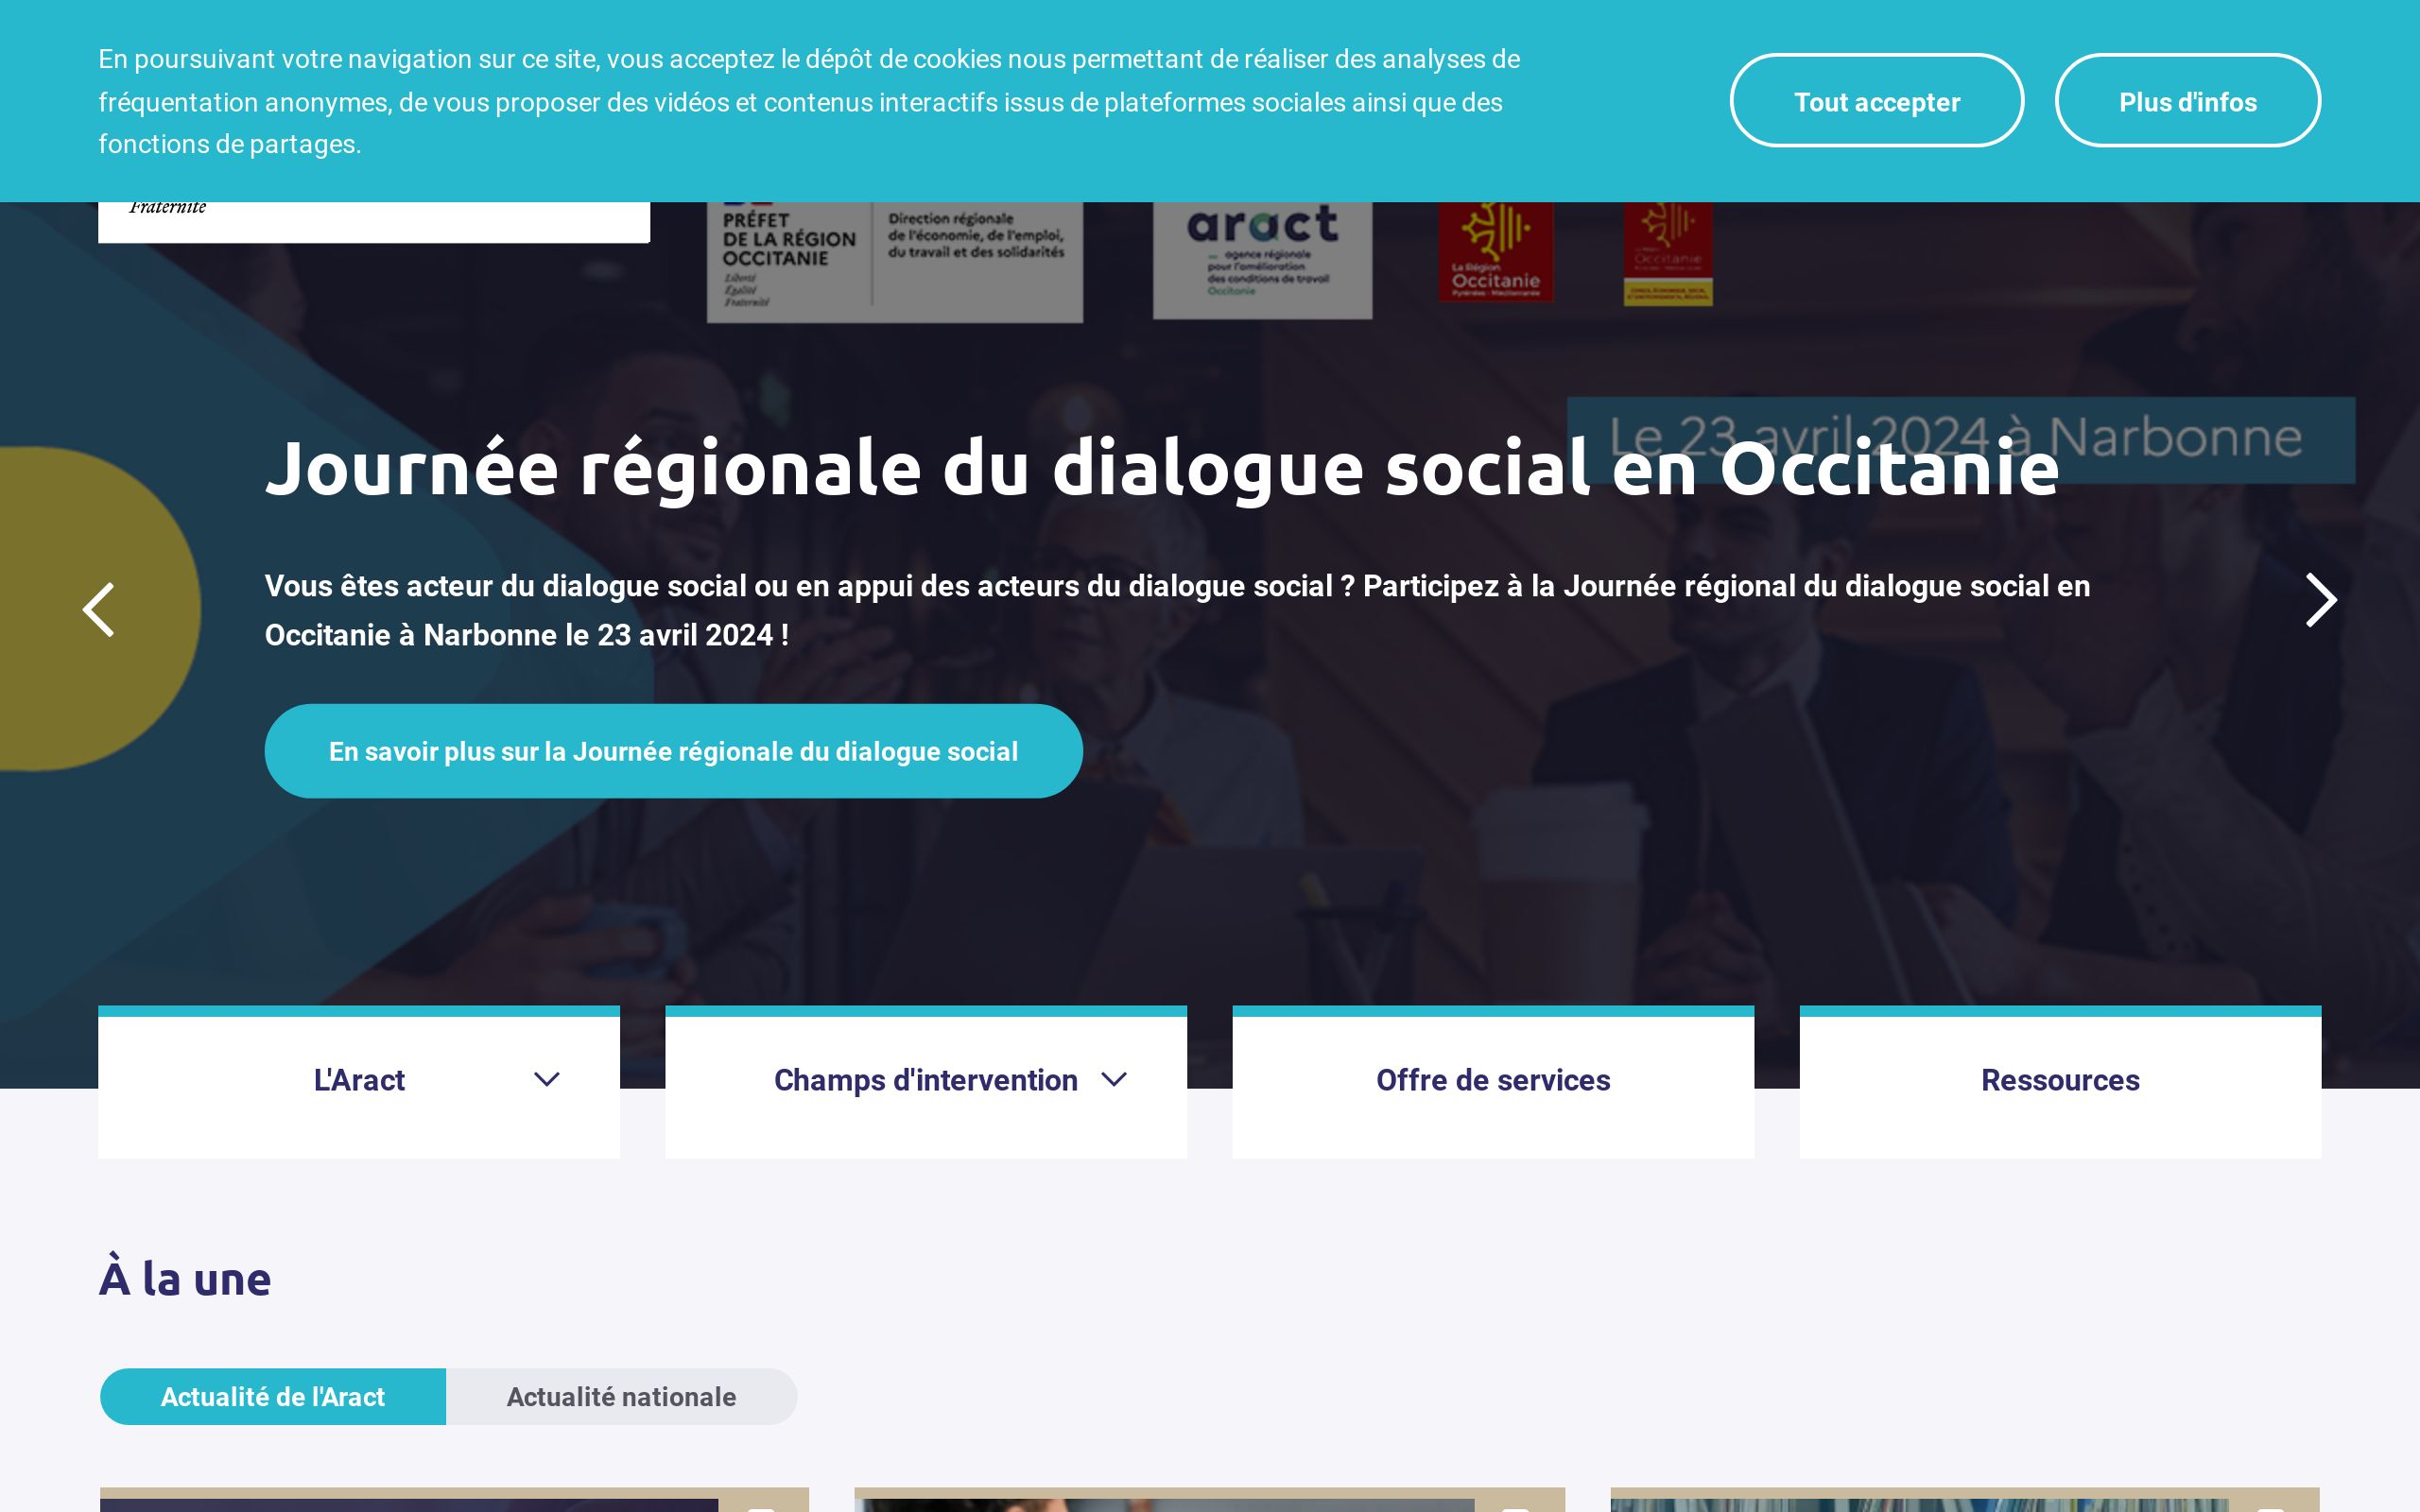 En poursuivant votre navigation sur ce site, vous acceptez le dépôt de cookies nous permettant de réaliser des analyses de
fréquentation anonymes, de vous proposer des vidéos et contenus interactifs issus de plateformes sociales ainsi que des
fonctions de partages.
Tout accepter
Plus d'infos
Fraternité
PRÉFET
DE LA RÉGION
OCCITANIE
Liberté
Égalité
Fraternité
Direction régionale
de l'économie, de l'emploi,
du travail et des solidarités
aract
agence régionale
pour l'amélioration
des conditions de travail
Occitanie
La Région
Occitanie
Pyrénées - Méditerranée
Occitanie
Le 23 avril 2024 à Narbonne
Journée régionale du dialogue social en Occitanie
Vous êtes acteur du dialogue social ou en appui des acteurs du dialogue social ? Participez à la Journée régional du dialogue social en
Occitanie à Narbonne le 23 avril 2024 !
En savoir plus sur la Journée régionale du dialogue social
L'Aract
Champs d'intervention
Offre de services
Ressources
À la une
Actualité de l'Aract
Actualité nationale